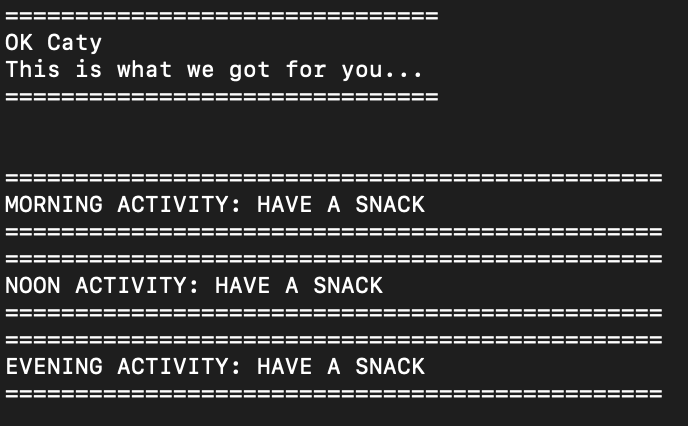 ===============================
OK Caty
This is what we got for you...
===============================
===============================================
MORNING ACTIVITY: HAVE A SNACK
===============================================
===============================================
NOON ACTIVITY: HAVE A SNACK
===============================================
===============================================
EVENING ACTIVITY: HAVE A SNACK
===============================================